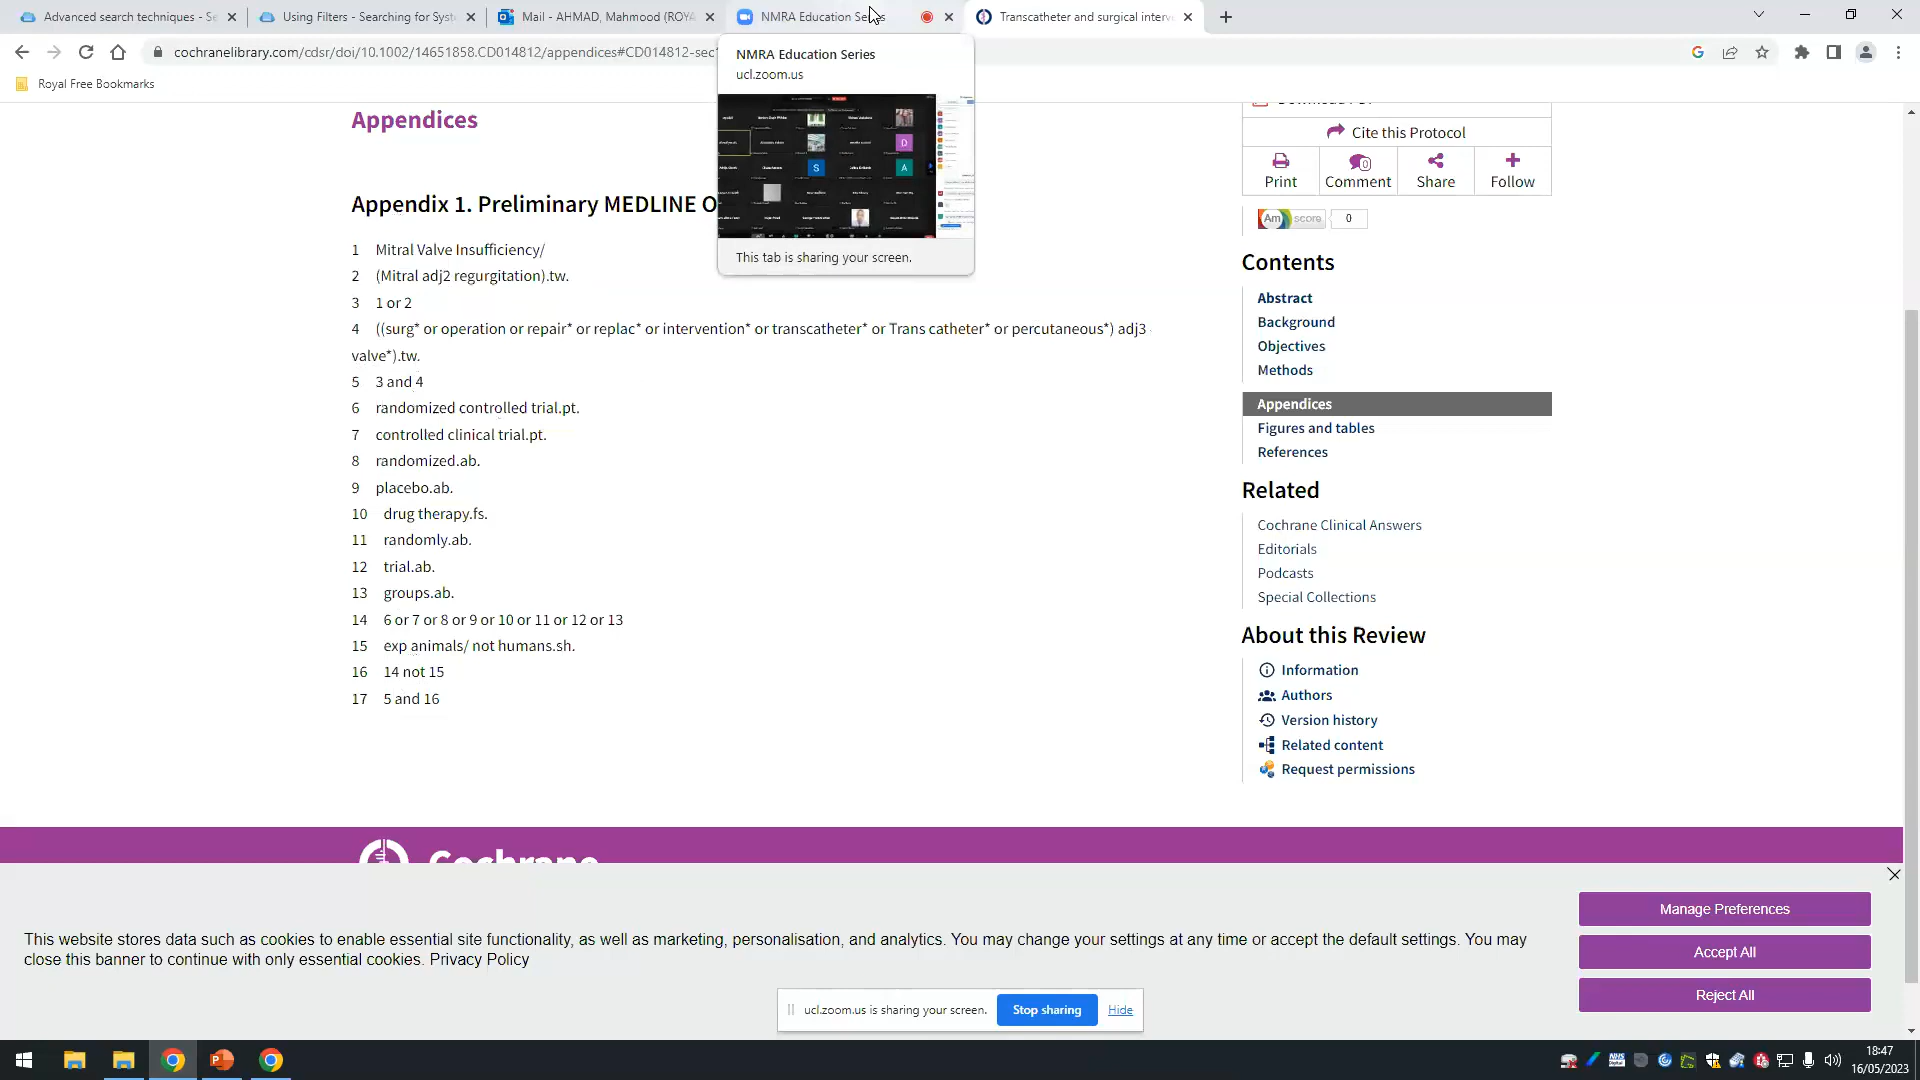 Advanced search techniques - Se
Using Filters - Searching for Syst
Mail - AHMAD, Mahmood (ROYA
NMRA Education Series
Transcatheter and surgical interv
cochranelibrary.com/cdsr/doi/10.1002/14651858.CD014812/appendices#CD014812-sec
Royal Free Bookmarks
NMRA Education Series
ucl.zoom.us
This tab is sharing your screen.
Appendices
Appendix 1. Preliminary MEDLINE O
1 Mitral Valve Insufficiency/
2 (Mitral adj2 regurgitation).tw.
3 1 or 2
4 ((surg* or operation or repair* or replac* or intervention* or transcatheter* or Trans catheter* or percutaneous*) adj3
valve*).tw.
5 3 and 4
6 randomized controlled trial.pt.
7 controlled clinical trial.pt.
8 randomized.ab.
9 placebo.ab.
10 drug therapy.fs.
11 randomly.ab.
12 trial.ab.
13 groups.ab.
14 6 or 7 or 8 or 9 or 10 or 11 or 12 or 13
15 exp animals/ not humans.sh.
16 14 not 15
17 5 and 16
Cite this Protocol
Print
0
Comment
Share
Follow
Am score 0
Contents
Abstract
Background
Objectives
Methods
Appendices
Figures and tables
References
Related
Cochrane Clinical Answers
Editorials
Podcasts
Special Collections
About this Review
Information
Authors
Version history
Related content
Request permissions
Cochrane
This website stores data such as cookies to enable essential site functionality, as well as marketing, personalisation, and analytics. You may change your settings at any time or accept the default settings. You may
close this banner to continue with only essential cookies. Privacy Policy
Manage Preferences
Accept All
Reject All
ucl.zoom.us is sharing your screen.
Stop sharing
Hide
18:47
16/05/2023